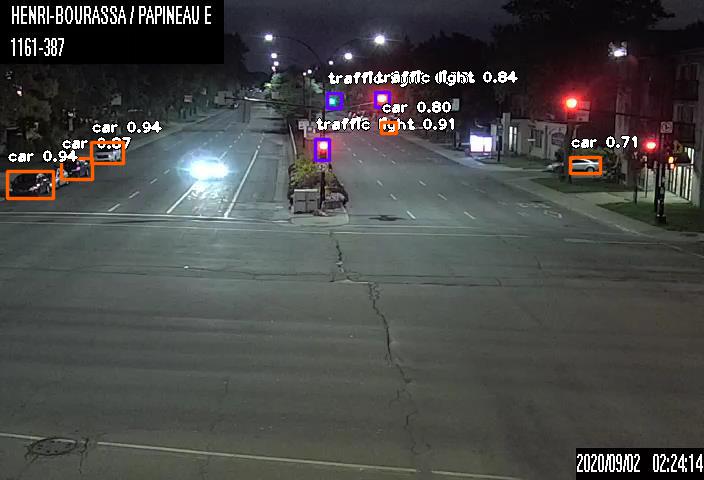 HENRI-BOURASSA / PAPINEAU E
1161-387
traffic light 0.84
car 0.80
traffic light 0.91
car 0.94
car 0.87
car 0.94
car 0.71
2020/09/02 02:24:14